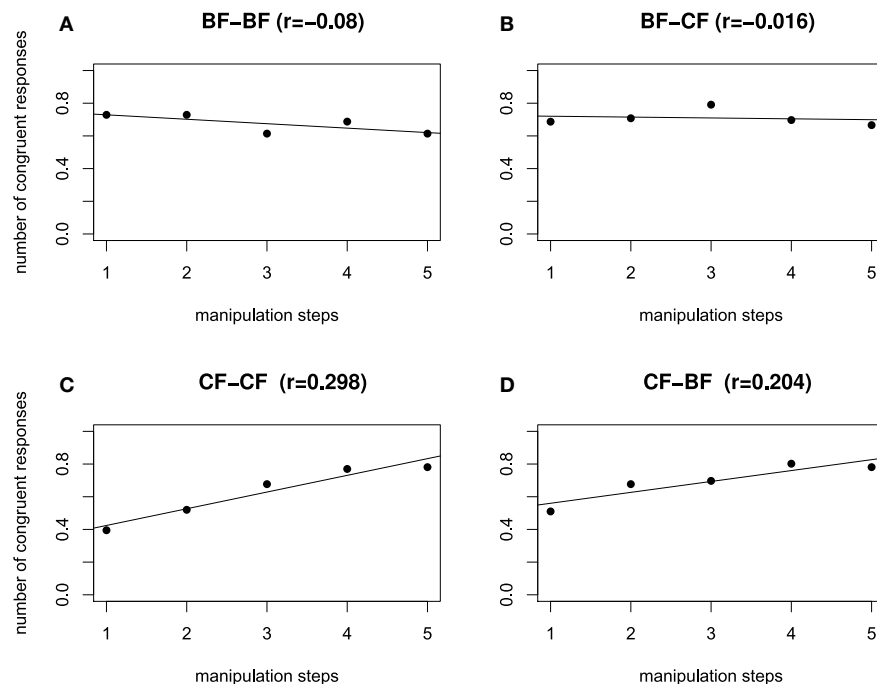 A BF−BF (r=−0.08)
number of congruent responses
0.0 0.4 0.8
1 2 3 4 5
manipulation steps
B BF−CF (r=−0.016)
0.0 0.4 0.8
1 2 3 4 5
manipulation steps
C CF−CF (r=0.298)
number of congruent responses
0.0 0.4 0.8
1 2 3 4 5
manipulation steps
D CF−BF (r=0.204)
0.0 0.4 0.8
1 2 3 4 5
manipulation steps